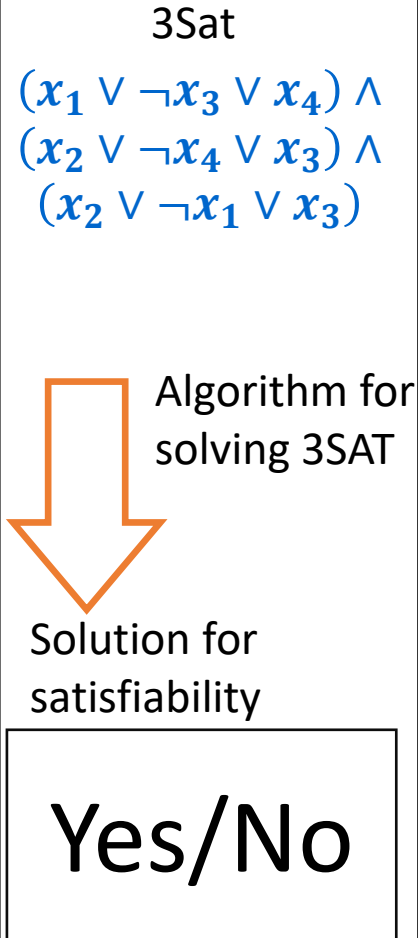 3Sat
(x₁ ∨ ¬x₃ ∨ x₄) ∧
(x₂ ∨ ¬x₄ ∨ x₃) ∧
(x₂ ∨ ¬x₁ ∨ x₃)
Algorithm for
solving 3SAT
Solution for
satisfiability
Yes/No